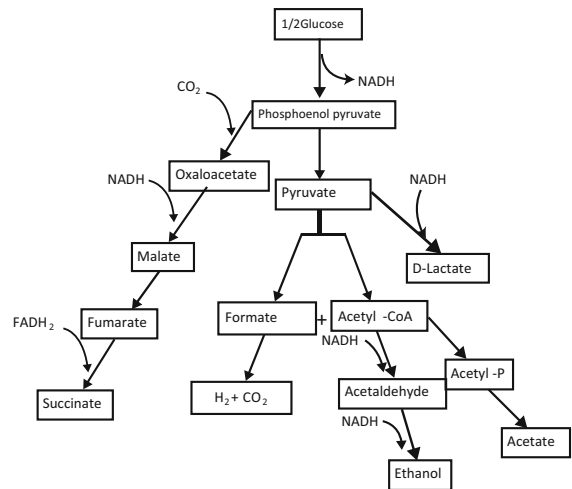 1/2Glucose
NADH
CO2
Phosphoenol pyruvate
Oxaloacetate
NADH
Pyruvate
NADH
Malate
D-Lactate
Fumarate
Formate
+
Acetyl -CoA
FADH2
NADH
Acetyl -P
Succinate
H2 + CO2
Acetaldehyde
NADH
Acetate
Ethanol